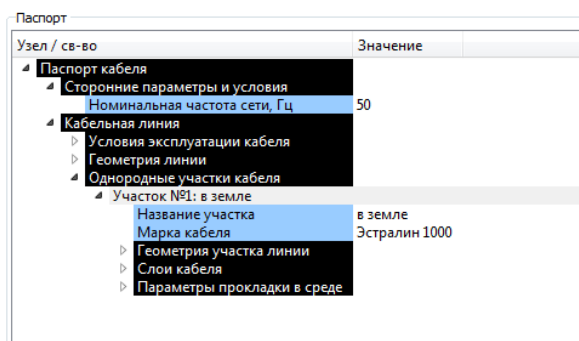 Паспорт
Узел / св-во Значение
Паспорт кабеля
Сторонние параметры и условия
Номинальная частота сети, Гц 50
Кабельная линия
Условия эксплуатации кабеля
Геометрия линии
Однородные участки кабеля
Участок №1: в земле
Название участка в земле
Марка кабеля Эстралин 1000
Геометрия участка линии
Слои кабеля
Параметры прокладки в среде